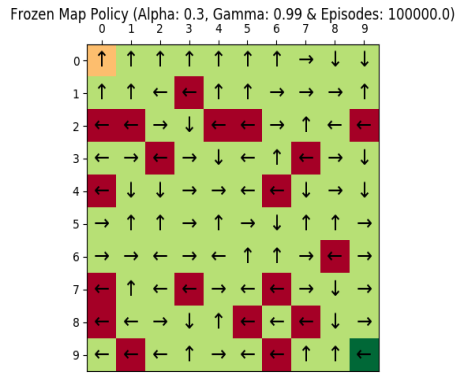 Frozen Map Policy (Alpha: 0.3, Gamma: 0.99 & Episodes: 100000.0)
0 1 2 3 4 5 6 7 8 9
0 ↑ ↑ ↑ ↑ ↑ ↑ ↑ → ↓ ↓
1 ↑ ↑ ← ← ↑ ↑ → → → ↑
2 ← ← → ↓ ← ← → ↑ ← ←
3 ← → ← → ↓ ← ↑ ← → ↓
4 ← ↓ ↓ → → ← ← ↓ → ↓
5 → ↑ ↑ → ↑ → ↓ ↑ ↑ →
6 → → ← → ← ↑ ↑ → ← →
7 ← ↑ ← ← → ← ← → ↓ →
8 ← ← → ↓ ↑ ← ← ← ↓ →
9 ← ← ← ↑ → ← ← ↑ ↑ ←